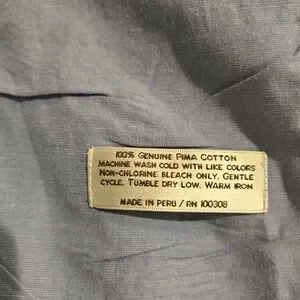 100% GENUINE PIMA COTTON
MACHINE WASH COLD WITH LIKE COLORS
NON-CHLORINE BLEACH ONLY. GENTLE
CYCLE. TUMBLE DRY LOW. WARM IRON
MADE IN PERU / RN 100308